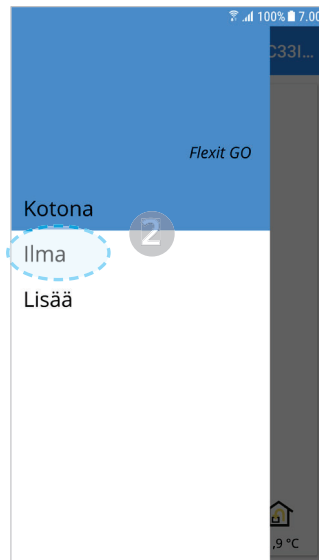 100% 7.00
C33I...
Flexit GO
Kotona
2
Ilma
Lisää
,9 °C